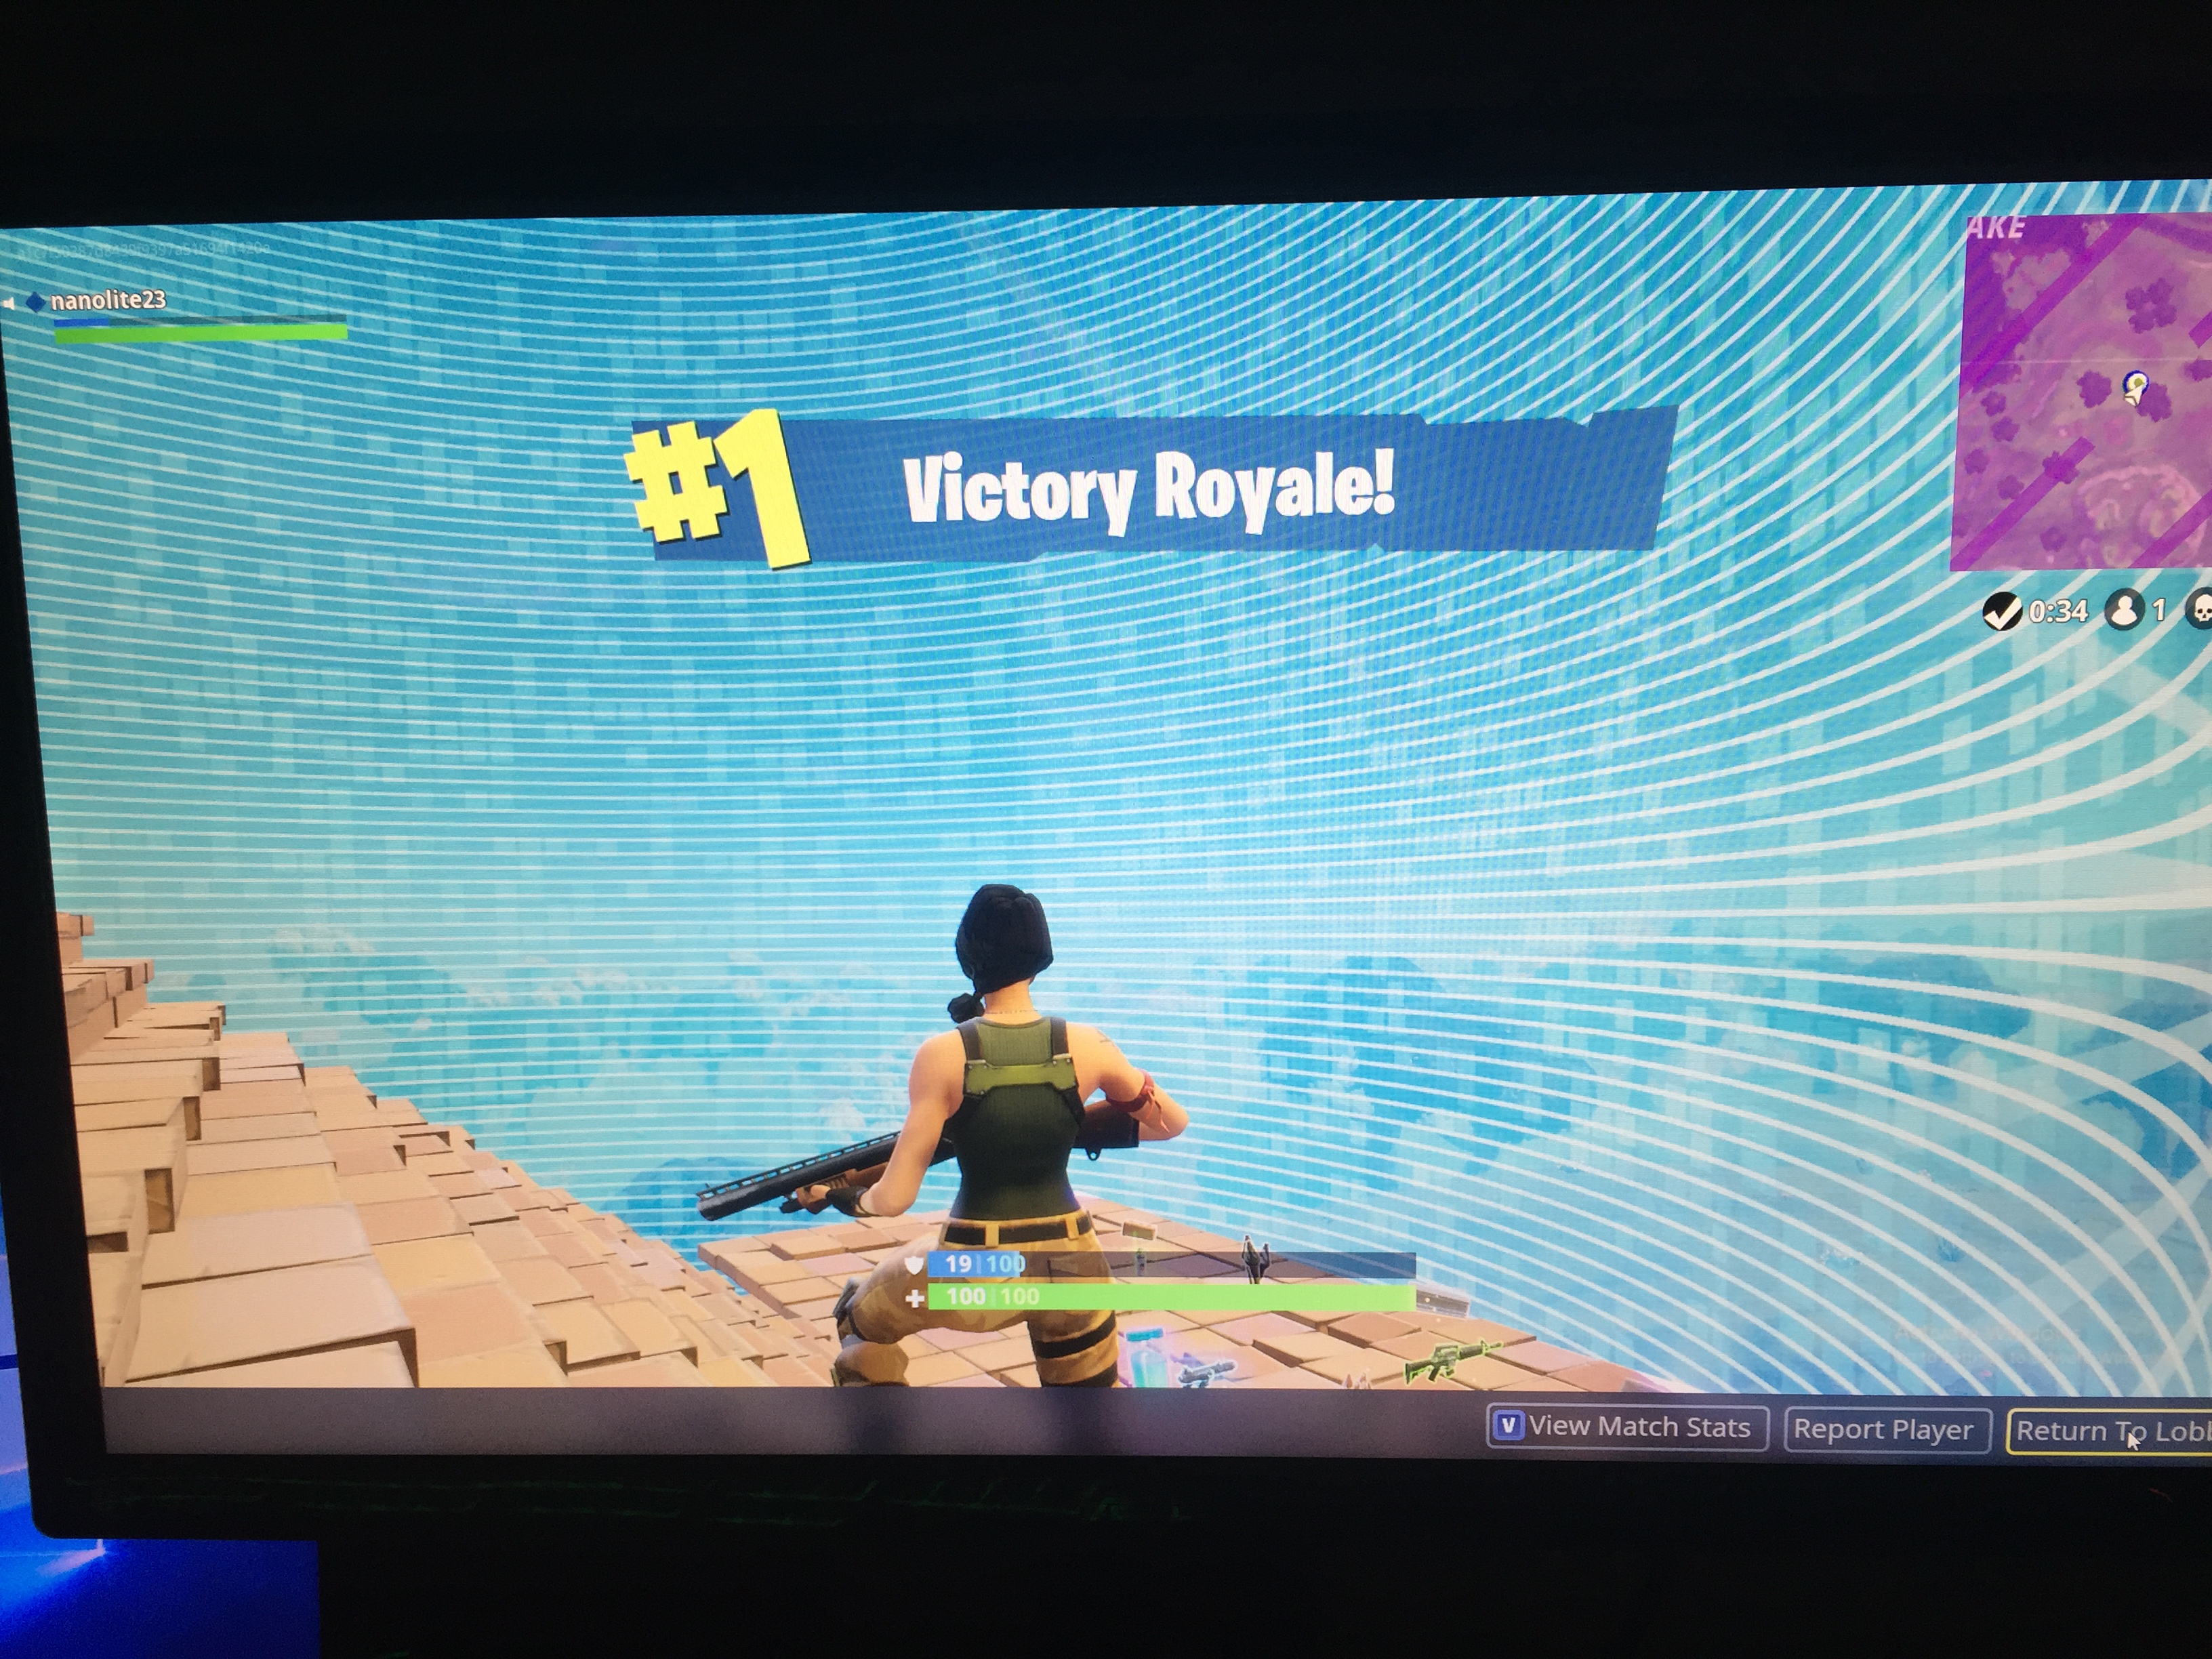 AKE
nanolite23
#1 Victory Royale!
0:34 1
19 | 100
100 | 100
V View Match Stats Report Player Return To Lobb